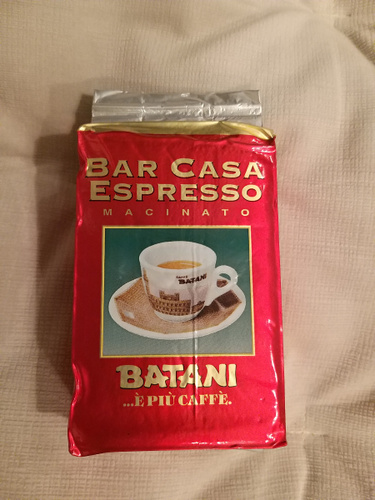 BAR CASA
ESPRESSO
MACINATO
BATANI
BATANI
...È PIÙ CAFFÈ.